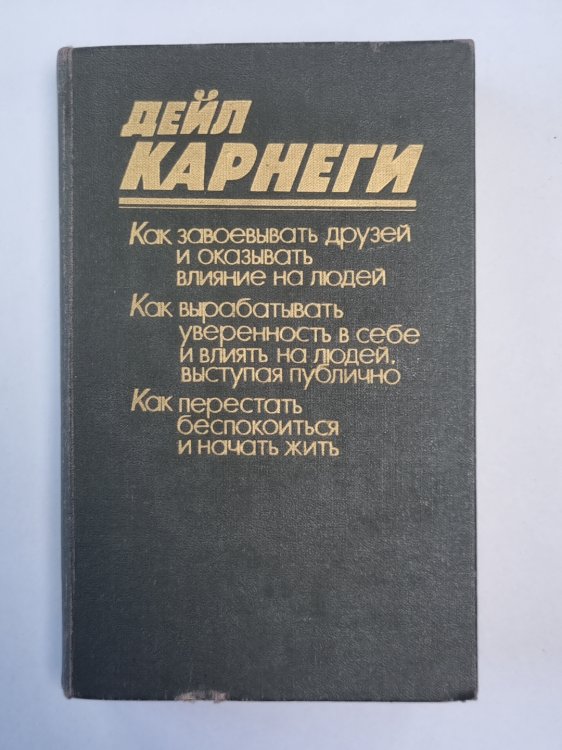 ДЕЙЛ
КАРНЕГИ
Как завоевывать друзей
и оказывать
влияние на людей
Как вырабатывать
уверенность в себе
и влиять на людей,
выступая публично
Как перестать
беспокоиться
и начать жить